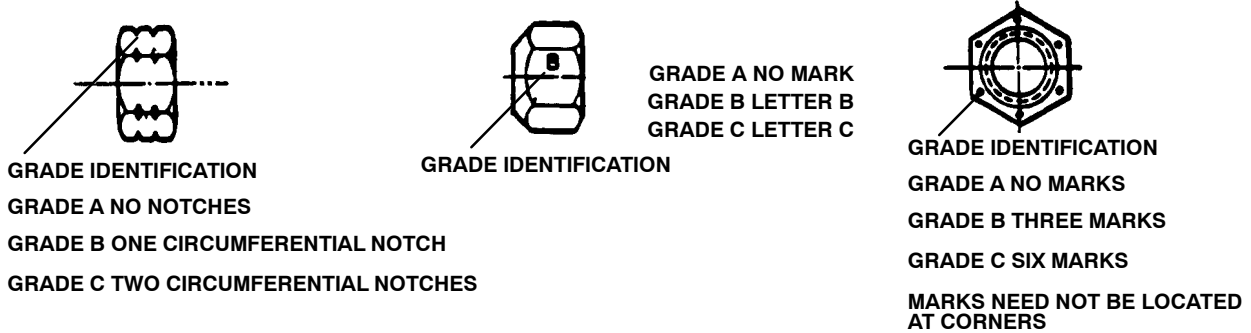 GRADE IDENTIFICATION
GRADE A NO NOTCHES
GRADE B ONE CIRCUMFERENTIAL NOTCH
GRADE C TWO CIRCUMFERENTIAL NOTCHES
B
GRADE IDENTIFICATION
GRADE A NO MARK
GRADE B LETTER B
GRADE C LETTER C
GRADE IDENTIFICATION
GRADE A NO MARKS
GRADE B THREE MARKS
GRADE C SIX MARKS
MARKS NEED NOT BE LOCATED
AT CORNERS